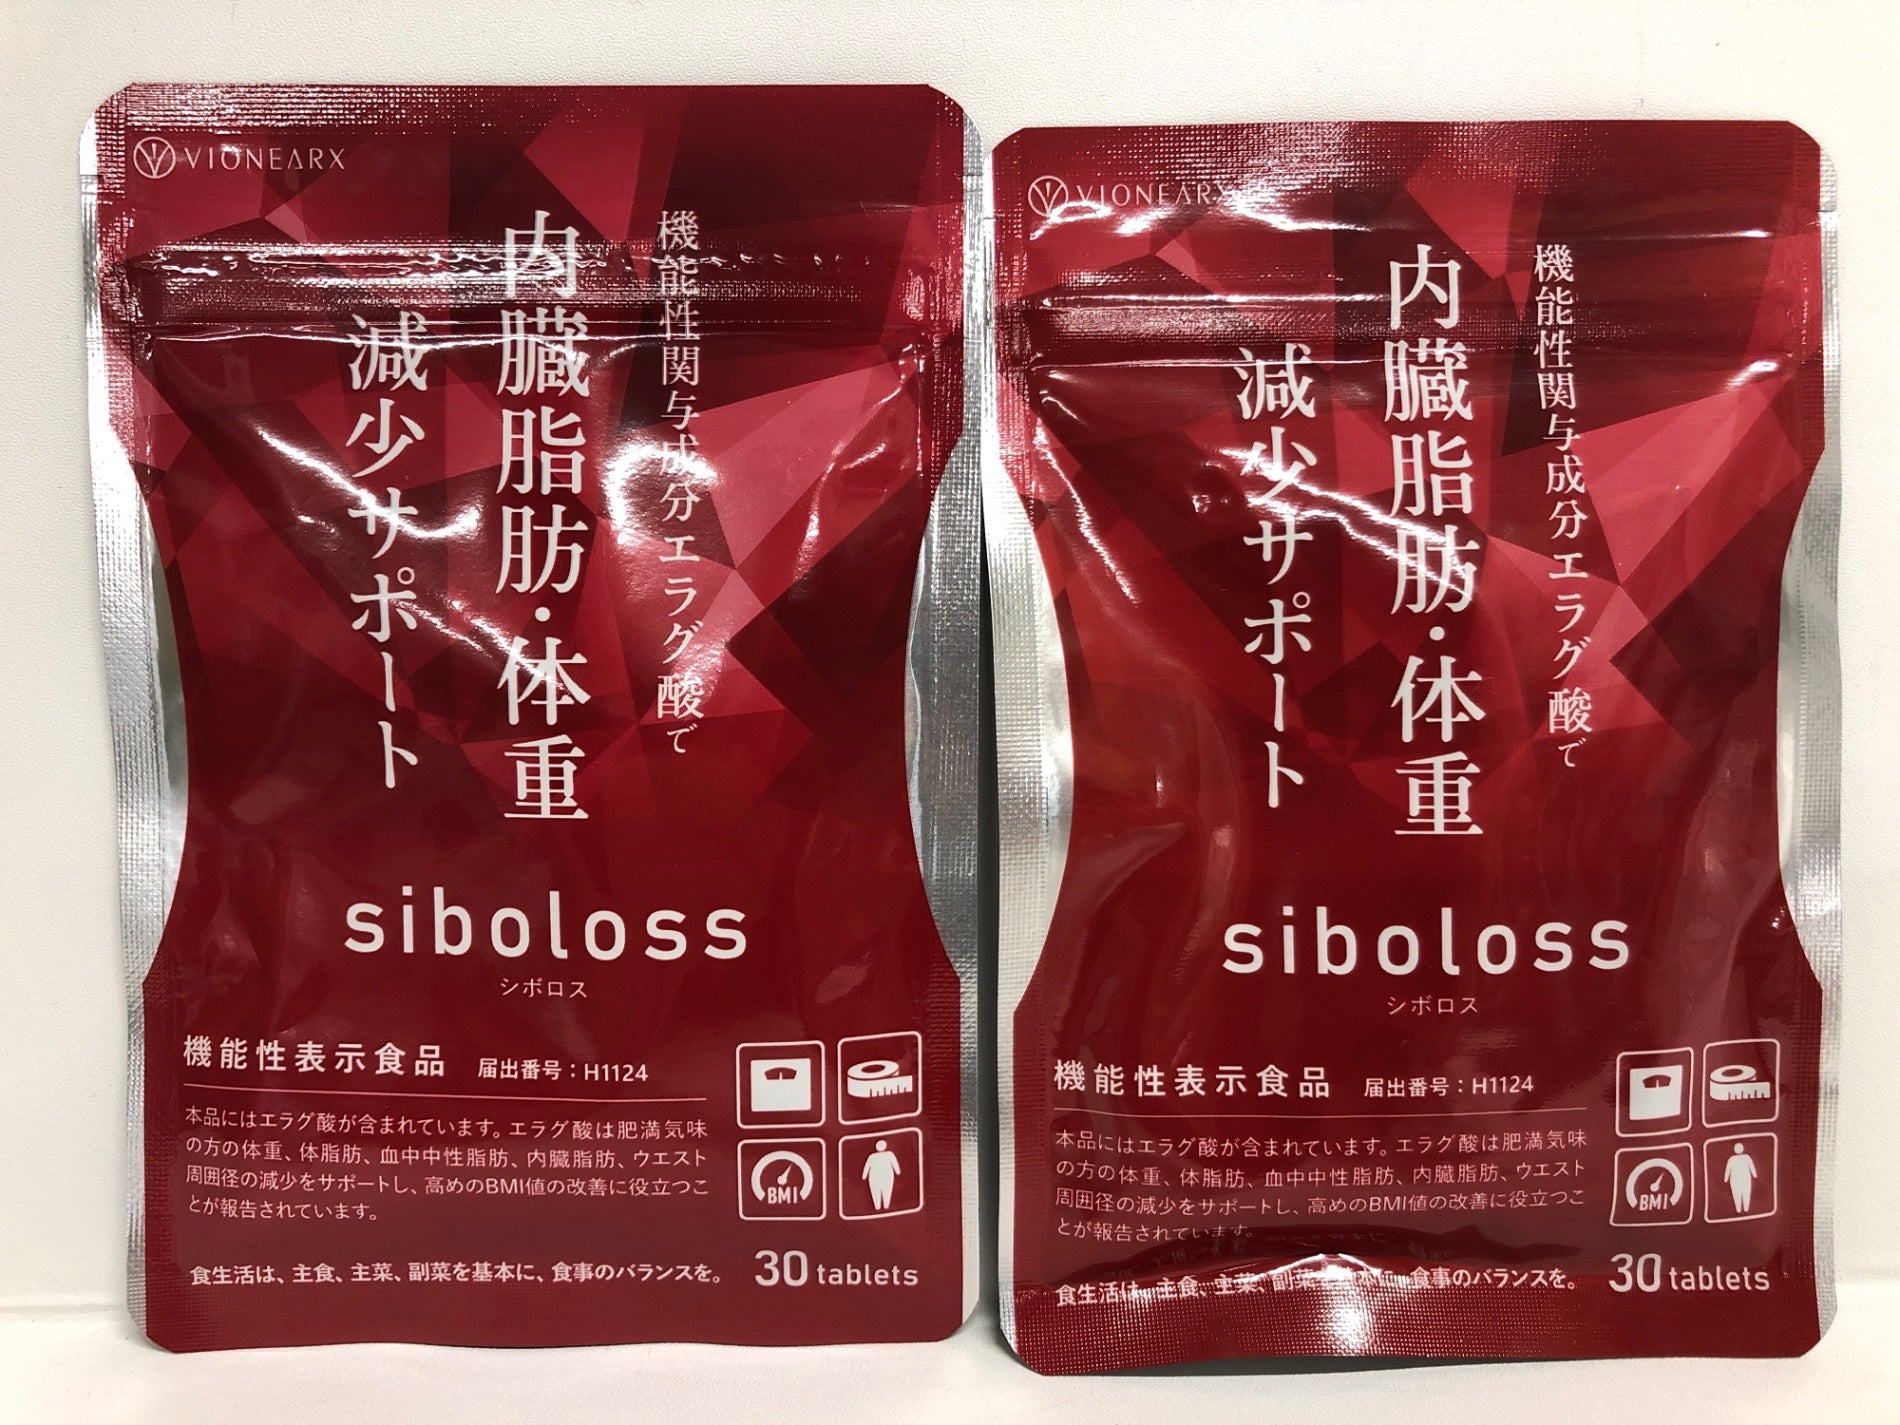 VIONEARX
機能性関与成分エラグ酸で
内臓脂肪・体重
減少サポート
siboloss
シボロス
機能性表示食品 届出番号：H1124
本品にはエラグ酸が含まれています。エラグ酸は肥満気味
の方の体重、体脂肪、血中中性脂肪、内臓脂肪、ウエスト
周囲径の減少をサポートし、高めのBMI値の改善に役立つこ
とが報告されています。
BMI
食生活は、主食、主菜、副菜を基本に、食事のバランスを。
30 tablets
VIONEARX
機能性関与成分エラグ酸で
内臓脂肪・体重
減少サポート
siboloss
シボロス
機能性表示食品 届出番号：H1124
本品にはエラグ酸が含まれています。エラグ酸は肥満気味
の方の体重、体脂肪、血中中性脂肪、内臓脂肪、ウエスト
周囲径の減少をサポートし、高めのBMI値の改善に役立つこ
とが報告されています。
BMI
食生活は、主食、主菜、副菜を基本に、食事のバランスを。
30 tablets